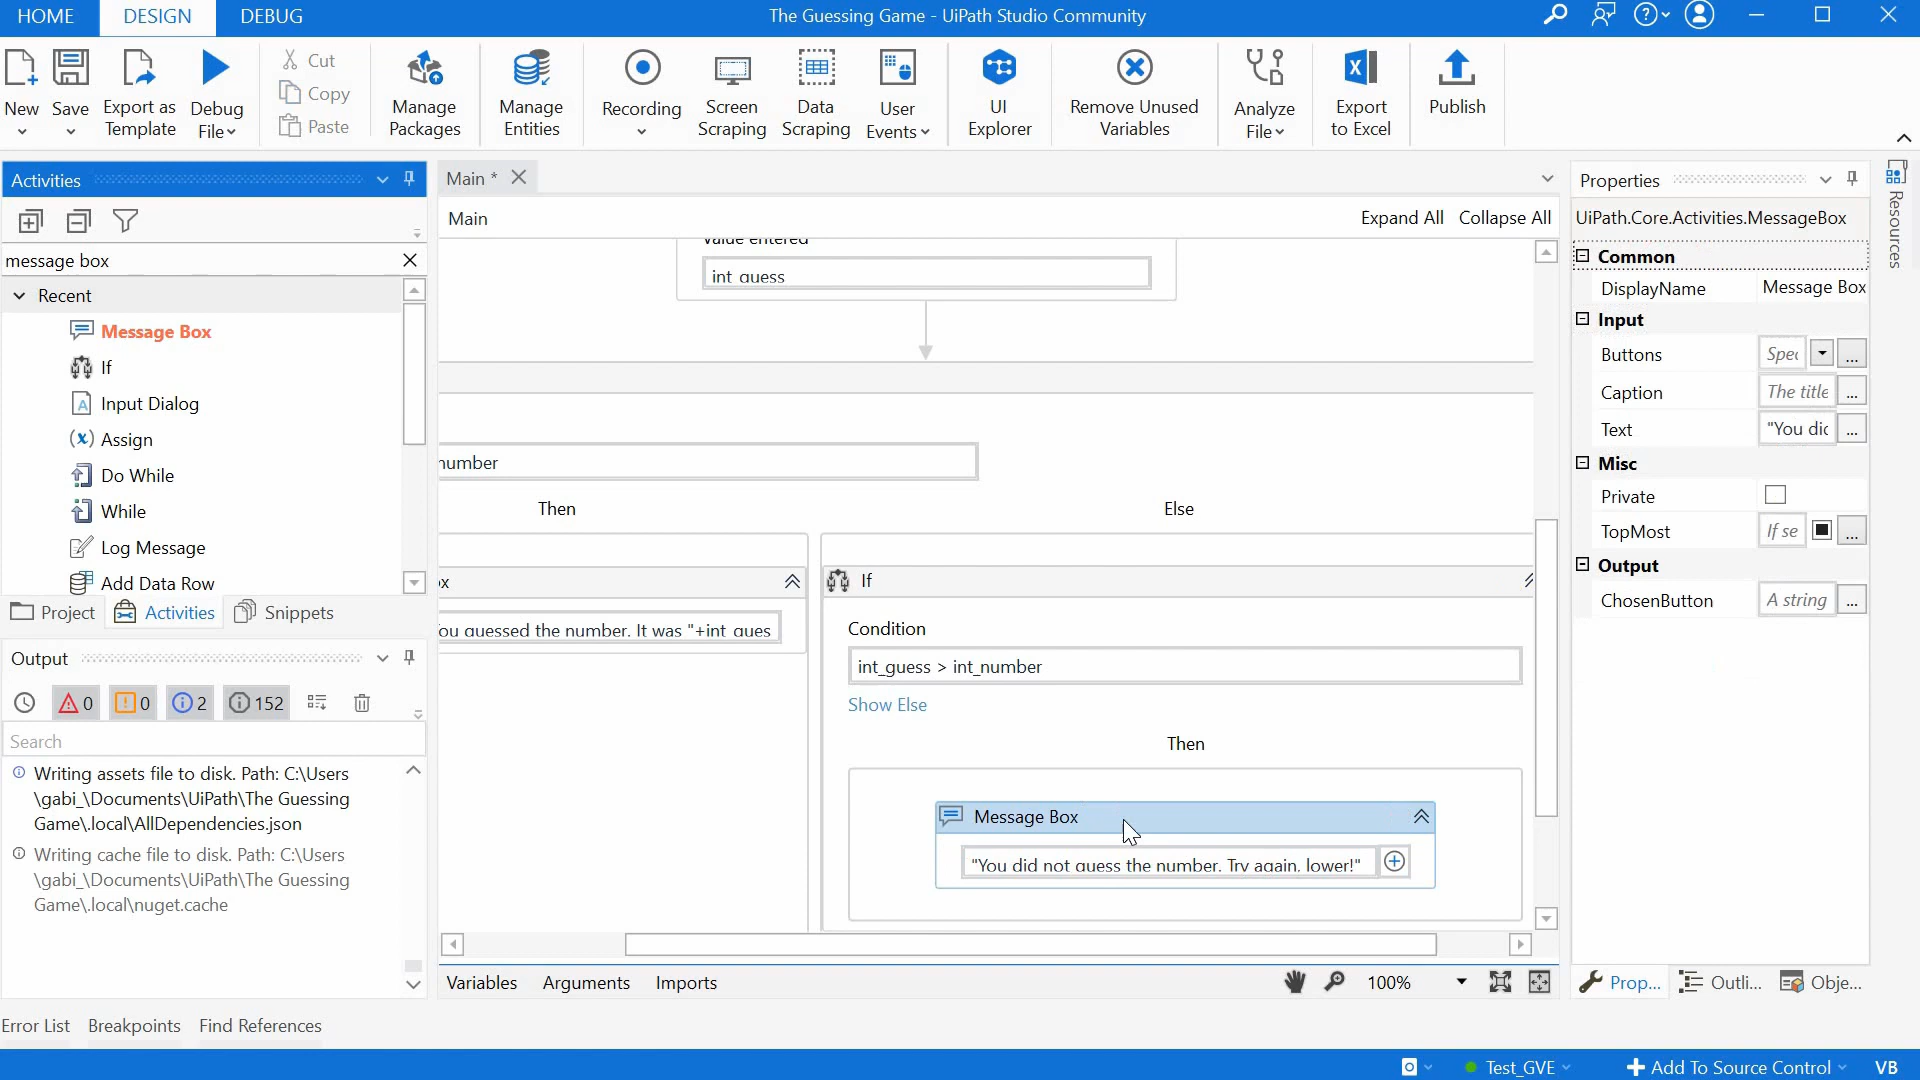 HOME
DESIGN
DEBUG
The Guessing Game - UiPath Studio Community
New
Save
Export as
Template
Debug
File
Cut
Copy
Paste
Manage
Packages
Manage
Entities
Recording
Screen
Scraping
Data
Scraping
User
Events
UI
Explorer
Remove Unused
Variables
Analyze
File
Export
to Excel
Publish
Activities
message box
Recent
Message Box
If
Input Dialog
Assign
Do While
While
Log Message
Add Data Row
Project
Activities
Snippets
Output
0
0
2
152
Search
Writing assets file to disk. Path: C:\Users
\gabi_\Documents\UiPath\The Guessing
Game\.local\AllDependencies.json
Writing cache file to disk. Path: C:\Users
\gabi_\Documents\UiPath\The Guessing
Game\.local\nuget.cache
Main *
Main
Expand All
Collapse All
Value entered
int_guess
number
Then
Else
ox
ou guessed the number. It was "+int_gues
If
Condition
int_guess > int_number
Show Else
Then
Message Box
"You did not guess the number. Try again, lower!"
Variables
Arguments
Imports
100%
Properties
UiPath.Core.Activities.MessageBox
Common
DisplayName
Message Box
Input
Buttons
Spec
...
Caption
The title
...
Text
"You dic
...
Misc
Private
TopMost
If se
...
Output
ChosenButton
A string
...
Prop...
Outli...
Obje...
Resources
Error List
Breakpoints
Find References
Test_GVE
Add To Source Control
VB